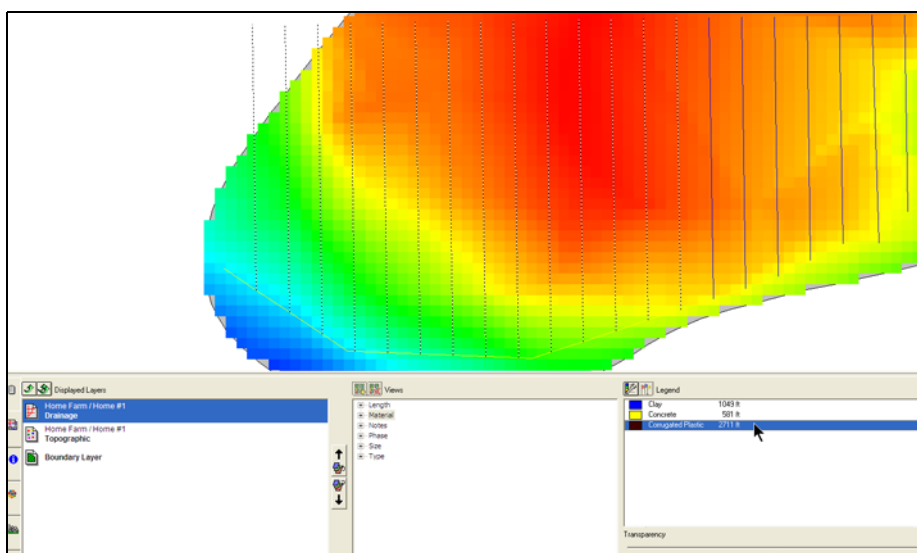 Displayed Layers
Home Farm / Home #1
Drainage
Home Farm / Home #1
Topographic
Boundary Layer
Views
Length
Material
Notes
Phase
Size
Type
Legend
Clay 1049 ft
Concrete 581 ft
Corrugated Plastic 2711 ft
Transparency